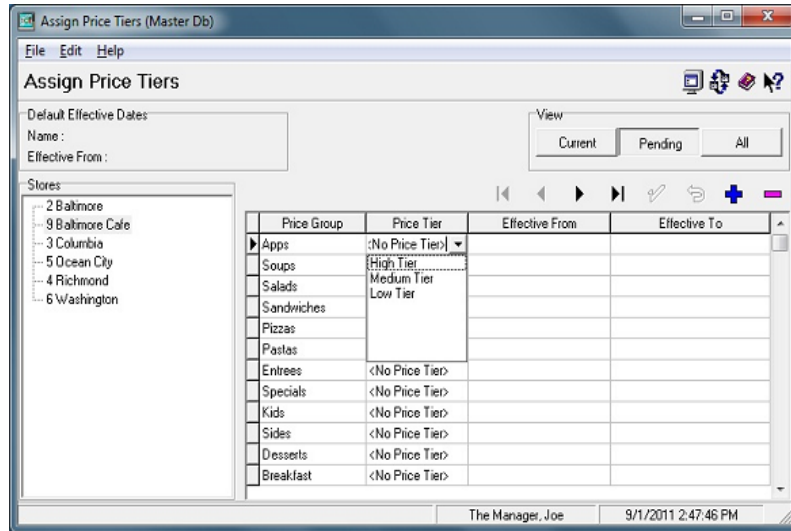 Assign Price Tiers (Master Db)
File Edit Help
Assign Price Tiers
Default Effective Dates
Name :
Effective From :
View
Current Pending All
Stores
2 Baltimore
9 Baltimore Cafe
3 Columbia
5 Ocean City
4 Richmond
6 Washington
Price Group Price Tier Effective From Effective To
Apps :No Price Tier>
Soups
Salads
Sandwiches
Pizzas
Pastas
High Tier
Medium Tier
Low Tier
Entrees <No Price Tier>
Specials <No Price Tier>
Kids <No Price Tier>
Sides <No Price Tier>
Desserts <No Price Tier>
Breakfast <No Price Tier>
The Manager, Joe 9/1/2011 2:47:46 PM